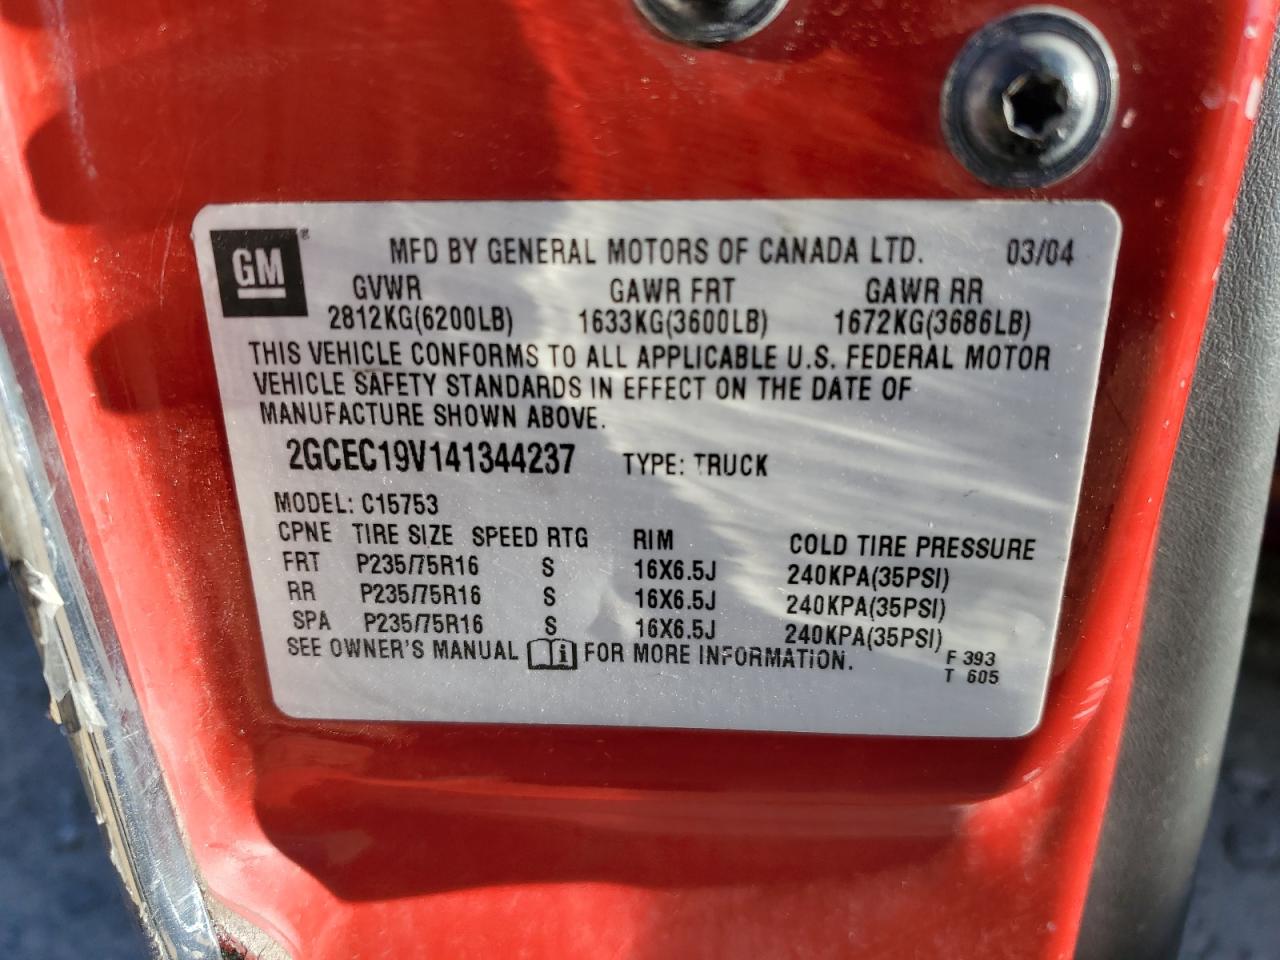 GM
MFD BY GENERAL MOTORS OF CANADA LTD. 03/04
GVWR GAWR FRT GAWR RR
2812KG(6200LB) 1633KG(3600LB) 1672KG(3686LB)
THIS VEHICLE CONFORMS TO ALL APPLICABLE U.S. FEDERAL MOTOR
VEHICLE SAFETY STANDARDS IN EFFECT ON THE DATE OF
MANUFACTURE SHOWN ABOVE.
2GCEC19V141344237 TYPE: TRUCK
MODEL: C15753
CPNE TIRE SIZE SPEED RTG RIM COLD TIRE PRESSURE
FRT P235/75R16 S 16X6.5J 240KPA(35PSI)
RR P235/75R16 S 16X6.5J 240KPA(35PSI)
SPA P235/75R16 S 16X6.5J 240KPA(35PSI)
SEE OWNER'S MANUAL i FOR MORE INFORMATION. F 393
T 605